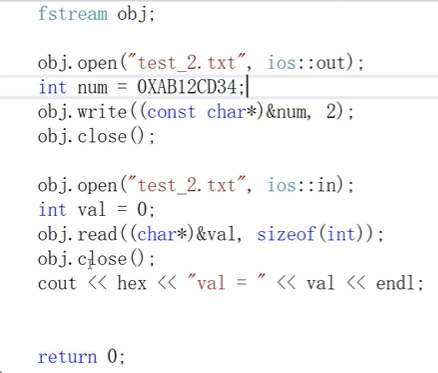 fstream obj;
obj.open("test_2.txt", ios::out);
int num = 0XAB12CD34;
obj.write((const char*)&num, 2);
obj.close();
obj.open("test_2.txt", ios::in);
int val = 0;
obj.read((char*)&val, sizeof(int));
obj.close();
cout << hex << "val = " << val << endl;
return 0;